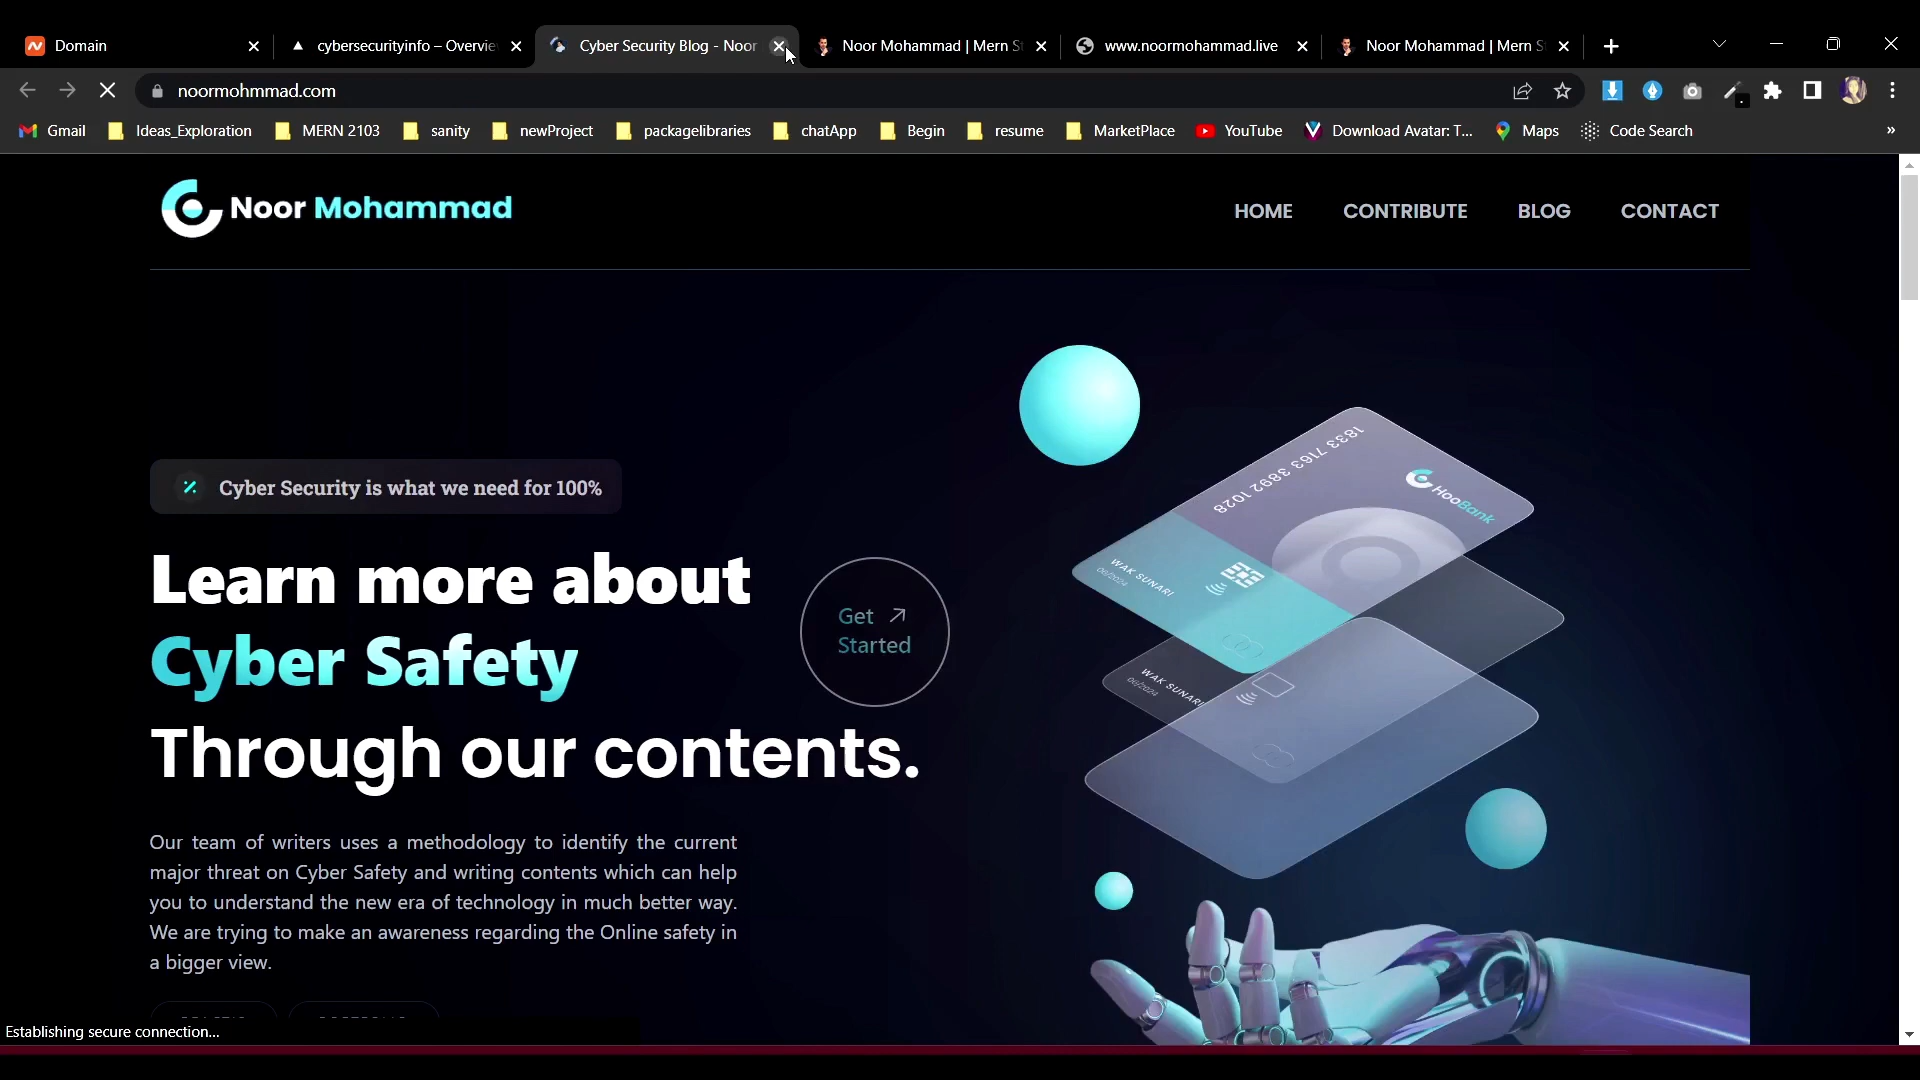 Domain
cybersecurityinfo – Overvie
Cyber Security Blog - Noor
Noor Mohammad | Mern S
www.noormohammad.live
Noor Mohammad | Mern S
noormohmmad.com
Gmail
Ideas_Exploration
MERN 2103
sanity
newProject
packagelibraries
chatApp
Begin
resume
MarketPlace
YouTube
Download Avatar: T...
Maps
Code Search
»
Noor Mohammad
HOME
CONTRIBUTE
BLOG
CONTACT
1833 7163 3892 1028
HooBank
Cyber Security is what we need for 100%
Learn more about
Cyber Safety
Through our contents.
Get
Started
WAK SUNARI
08/2024
WAK SUNARI
08/2024
Our team of writers uses a methodology to identify the current
major threat on Cyber Safety and writing contents which can help
you to understand the new era of technology in much better way.
We are trying to make an awareness regarding the Online safety in
a bigger view.
Establishing secure connection...